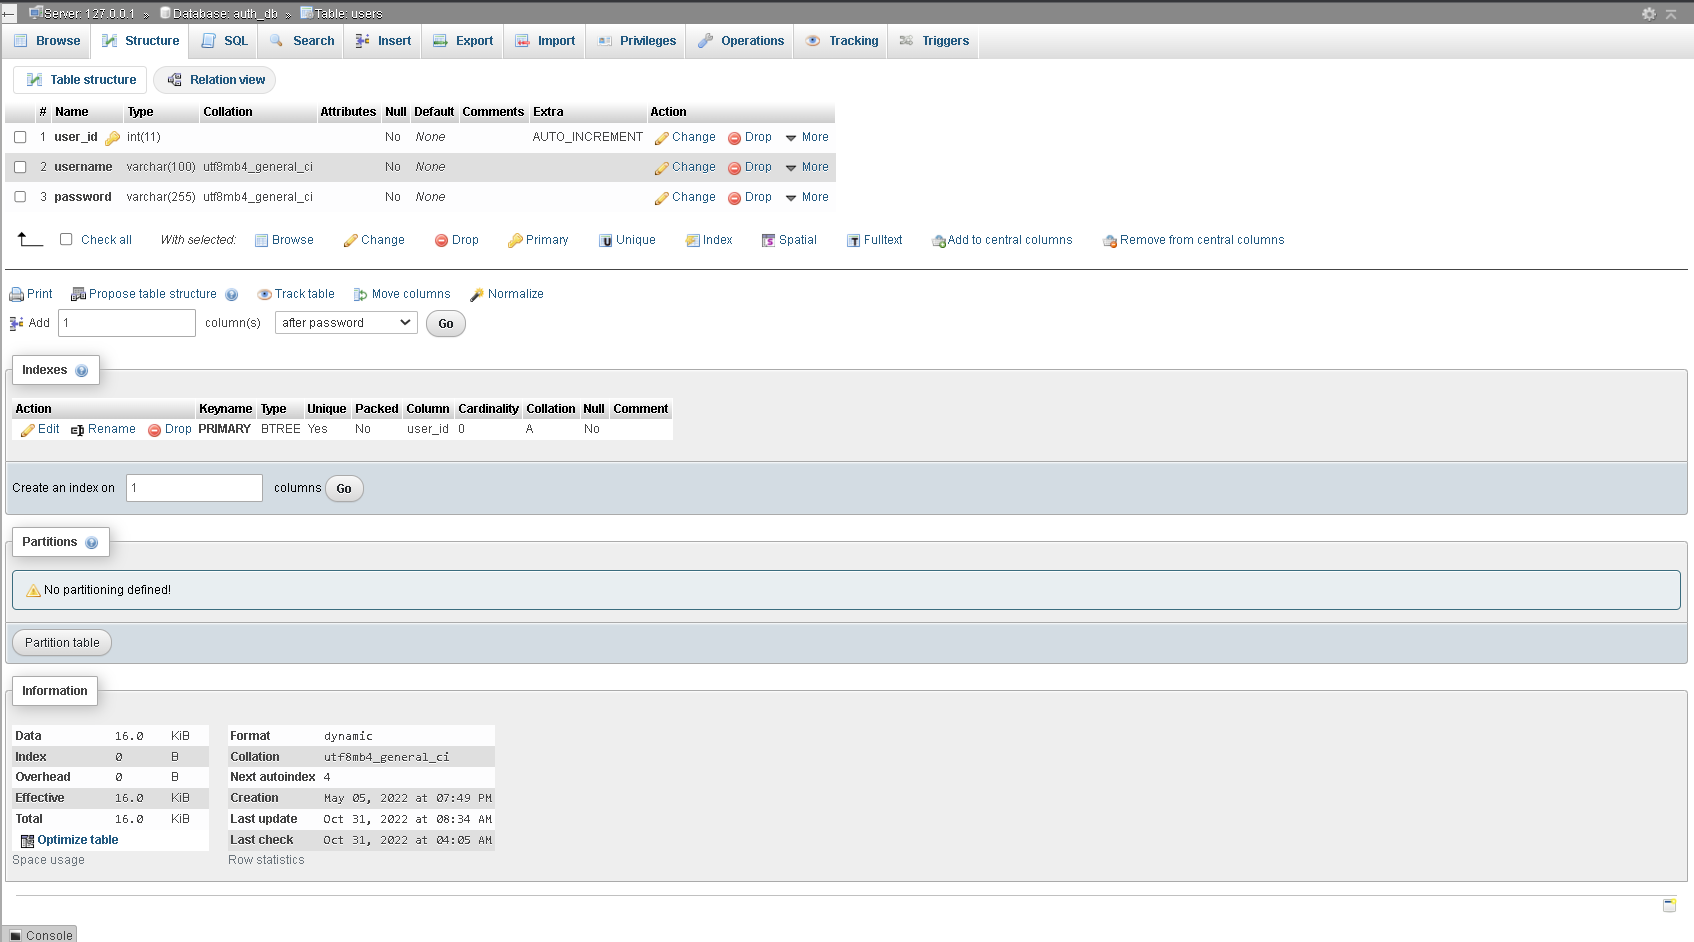 Server: 127.0.0.1 » Database: auth_db » Table: users
Browse Structure SQL Search Insert Export Import Privileges Operations Tracking Triggers
Table structure Relation view
# Name Type Collation Attributes Null Default Comments Extra Action
1 user_id int(11) No None AUTO_INCREMENT Change Drop More
2 username varchar(100) utf8mb4_general_ci No None Change Drop More
3 password varchar(255) utf8mb4_general_ci No None Change Drop More
Check all With selected: Browse Change Drop Primary Unique Index Spatial Fulltext Add to central columns Remove from central columns
Print Propose table structure Track table Move columns Normalize
Add 1 column(s) after password Go
Indexes
Action Keyname Type Unique Packed Column Cardinality Collation Null Comment
Edit Rename Drop PRIMARY BTREE Yes No user_id 0 A No
Create an index on 1 columns Go
Partitions
No partitioning defined!
Partition table
Information
Data 16.0 KiB
Index 0 B
Overhead 0 B
Effective 16.0 KiB
Total 16.0 KiB
Optimize table
Space usage
Format dynamic
Collation utf8mb4_general_ci
Next autoindex 4
Creation May 05, 2022 at 07:49 PM
Last update Oct 31, 2022 at 08:34 AM
Last check Oct 31, 2022 at 04:05 AM
Row statistics
Console